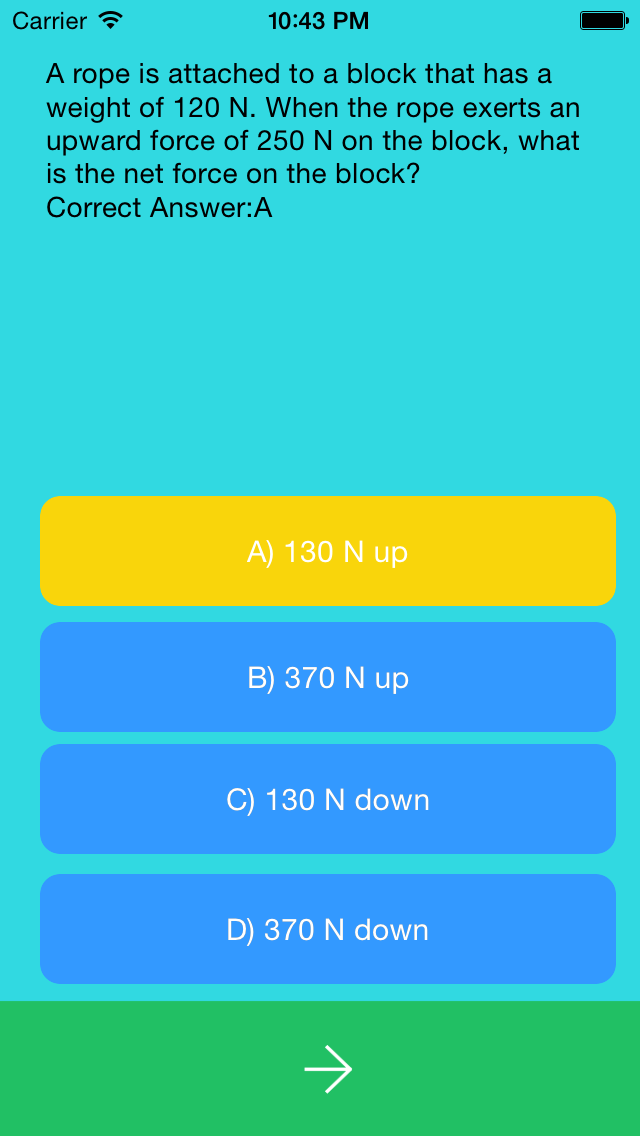 Carrier 10:43 PM
A rope is attached to a block that has a
weight of 120 N. When the rope exerts an
upward force of 250 N on the block, what
is the net force on the block?
Correct Answer:A
A) 130 N up
B) 370 N up
C) 130 N down
D) 370 N down